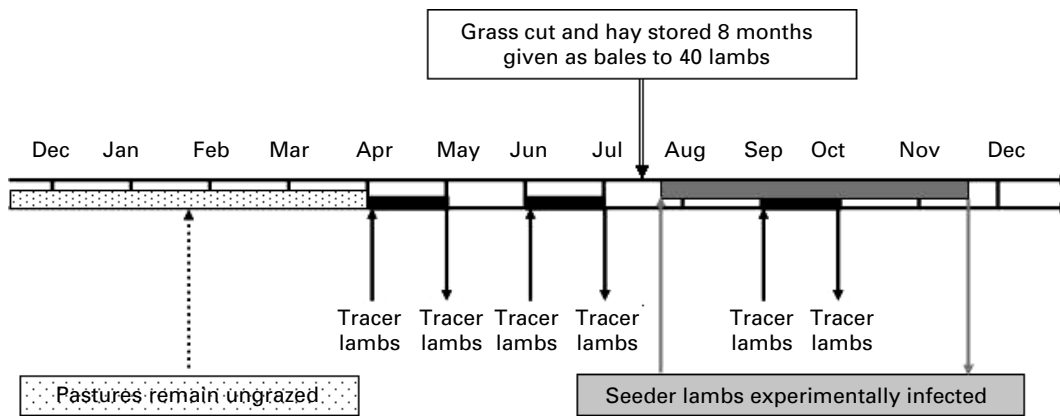 Grass cut and hay stored 8 months
given as bales to 40 lambs
Dec Jan Feb Mar Apr May Jun Jul Aug Sep Oct Nov Dec
Tracer Tracer Tracer Tracer Tracer Tracer
lambs lambs lambs lambs lambs lambs
Pastures remain ungrazed Seeder lambs experimentally infected